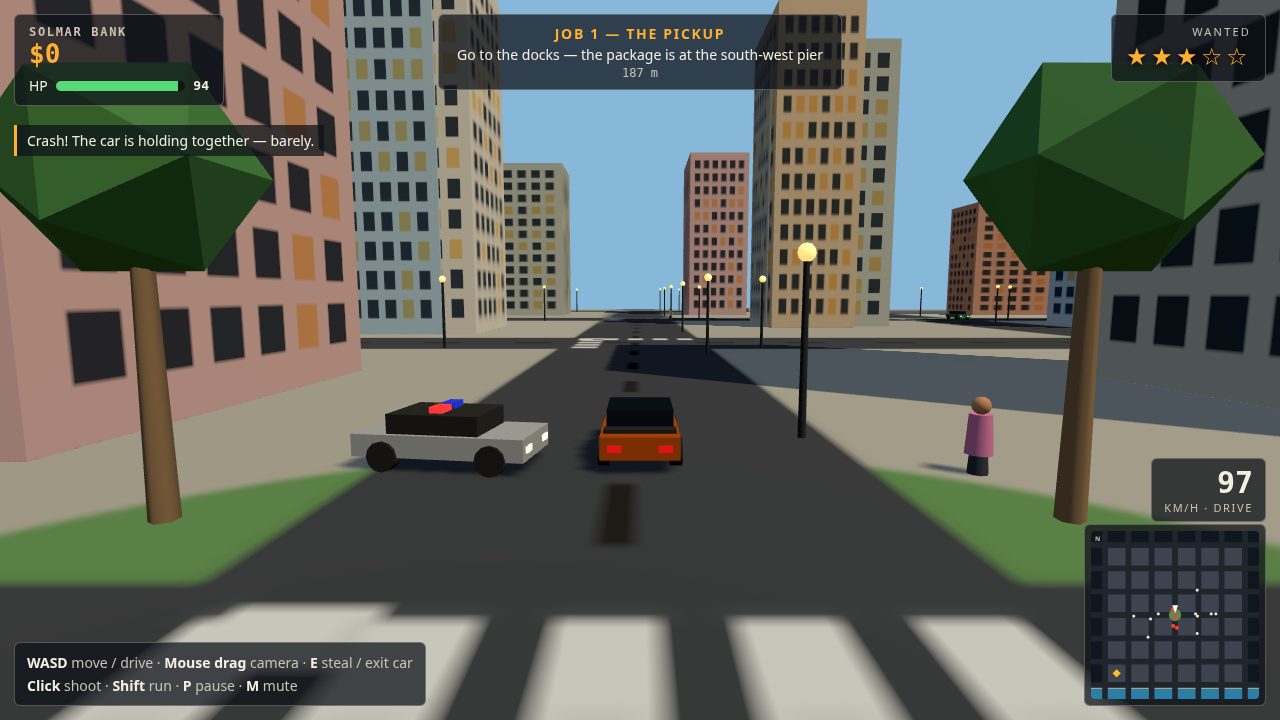 SOLMAR BANK
$0
HP 94
JOB 1 — THE PICKUP
Go to the docks — the package is at the south-west pier
187 m
WANTED
★★★☆☆
Crash! The car is holding together — barely.
97
KM/H · DRIVE
N
WASD move / drive · Mouse drag camera · E steal / exit car
Click shoot · Shift run · P pause · M mute